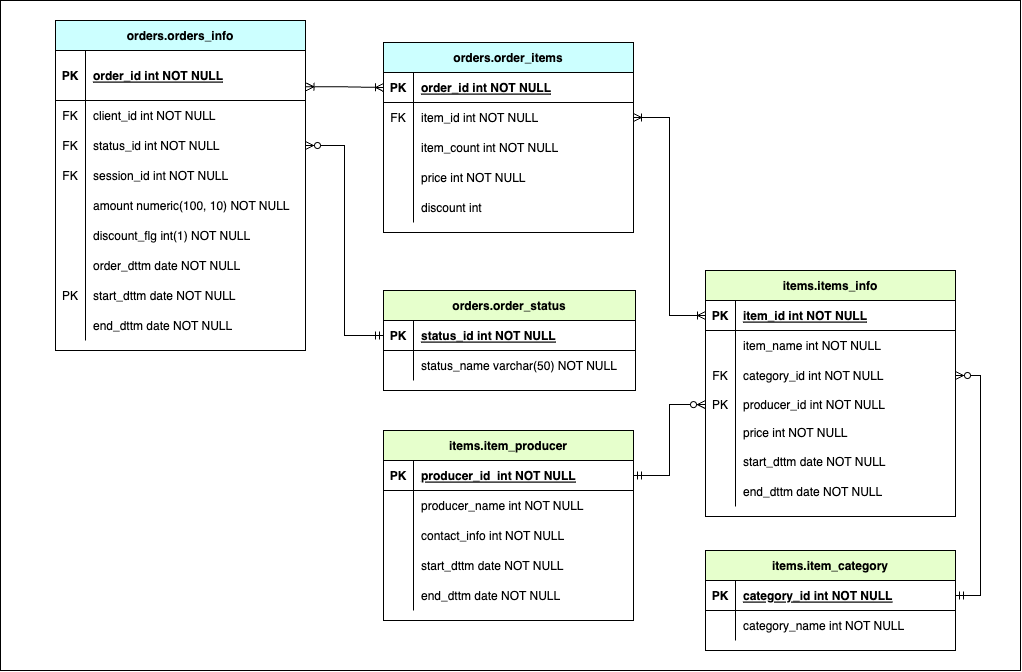 orders.orders_info
PK order_id int NOT NULL
FK client_id int NOT NULL
FK status_id int NOT NULL
FK session_id int NOT NULL
amount numeric(100, 10) NOT NULL
discount_flg int(1) NOT NULL
order_dttm date NOT NULL
PK start_dttm date NOT NULL
end_dttm date NOT NULL
orders.order_items
PK order_id int NOT NULL
FK item_id int NOT NULL
item_count int NOT NULL
price int NOT NULL
discount int
orders.order_status
PK status_id int NOT NULL
status_name varchar(50) NOT NULL
items.item_producer
PK producer_id int NOT NULL
producer_name int NOT NULL
contact_info int NOT NULL
start_dttm date NOT NULL
end_dttm date NOT NULL
items.items_info
PK item_id int NOT NULL
item_name int NOT NULL
FK category_id int NOT NULL
PK producer_id int NOT NULL
price int NOT NULL
start_dttm date NOT NULL
end_dttm date NOT NULL
items.item_category
PK category_id int NOT NULL
category_name int NOT NULL